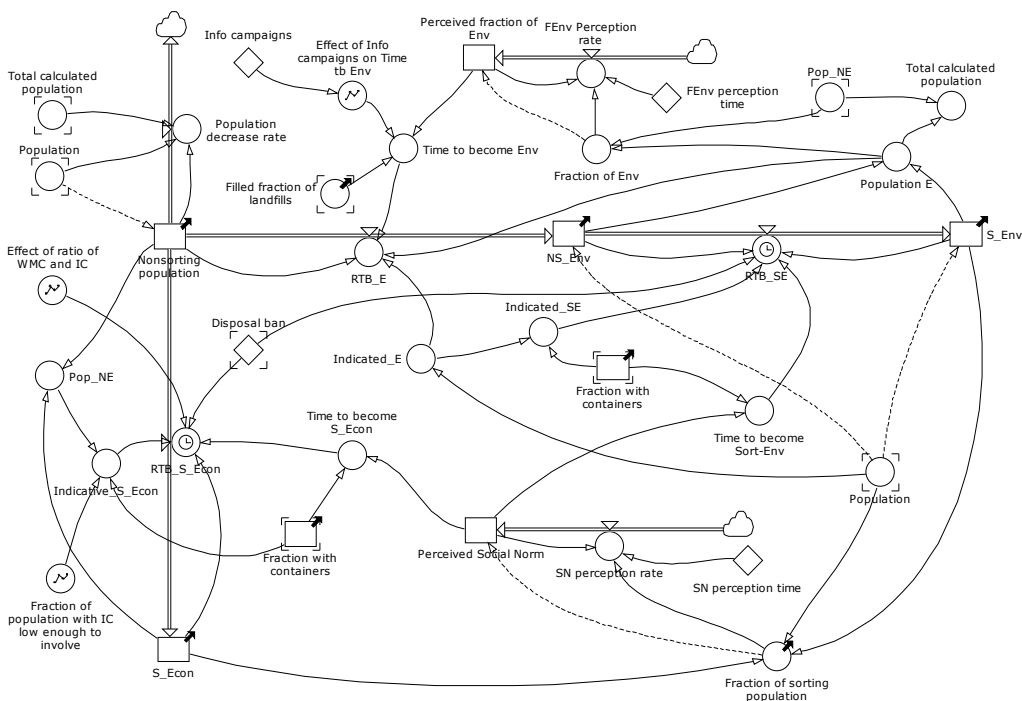 Info campaigns
Effect of Info
campaigns on Time
tb Env
Perceived fraction of
Env
FEnv Perception
rate
Total calculated
population
Population
decrease rate
Population
FEnv perception
time
Pop_NE
Total calculated
population
Time to become Env
Fraction of Env
Population E
Filled fraction of
landfills
Effect of ratio of
WMC and IC
Nonsorting
population
RTB_E
NS_Env
RTB_SE
S_Env
Disposal ban
Indicated_SE
Indicated_E
Pop_NE
Fraction with
containers
Time to become
S_Econ
Time to become
Sort-Env
RTB_S_Econ
Indicative_S_Econ
Population
Fraction with
containers
Perceived Social Norm
SN perception rate
SN perception time
Fraction of
population with IC
low enough to
involve
S_Econ
Fraction of sorting
population